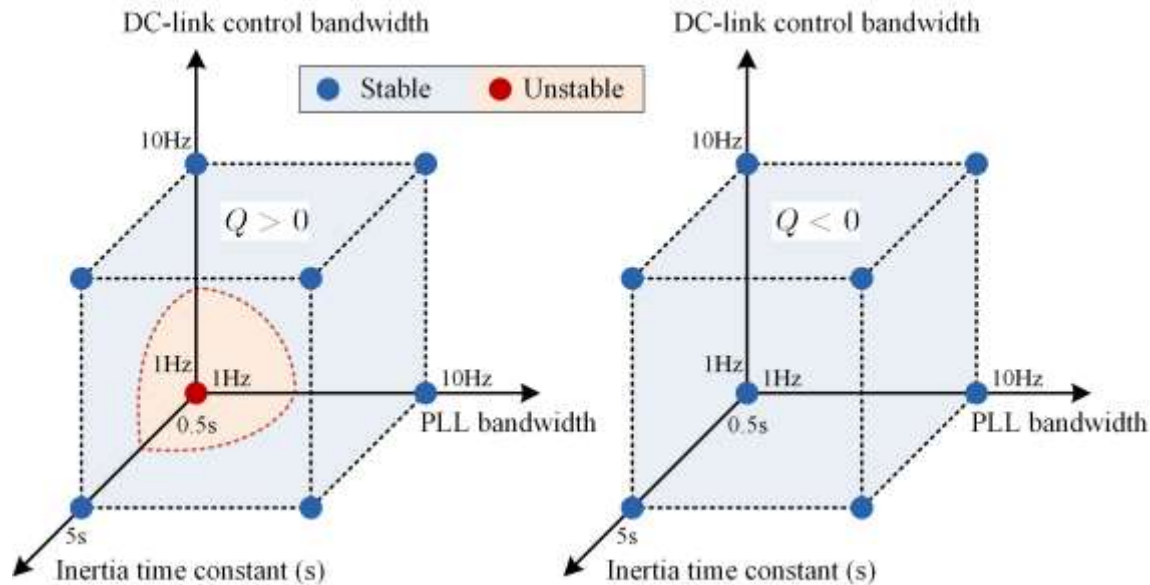 DC-link control bandwidth
DC-link control bandwidth
Stable
Unstable
10Hz
10Hz
Q > 0
Q < 0
1Hz
1Hz
10Hz
1Hz
1Hz
10Hz
0.5s
PLL bandwidth
0.5s
PLL bandwidth
5s
5s
Inertia time constant (s)
Inertia time constant (s)